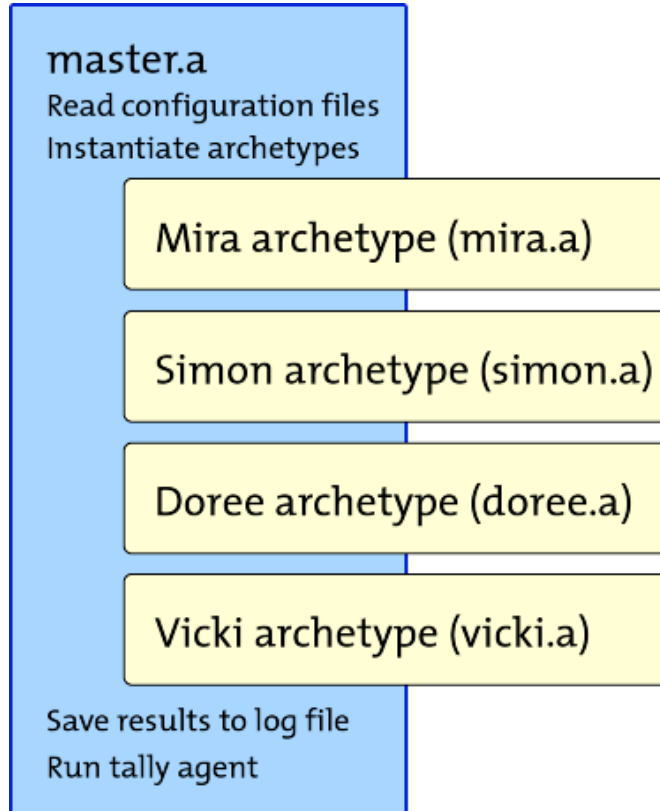 master.a
Read configuration files
Instantiate archetypes
Mira archetype (mira.a)
Simon archetype (simon.a)
Doree archetype (doree.a)
Vicki archetype (vicki.a)
Save results to log file
Run tally agent